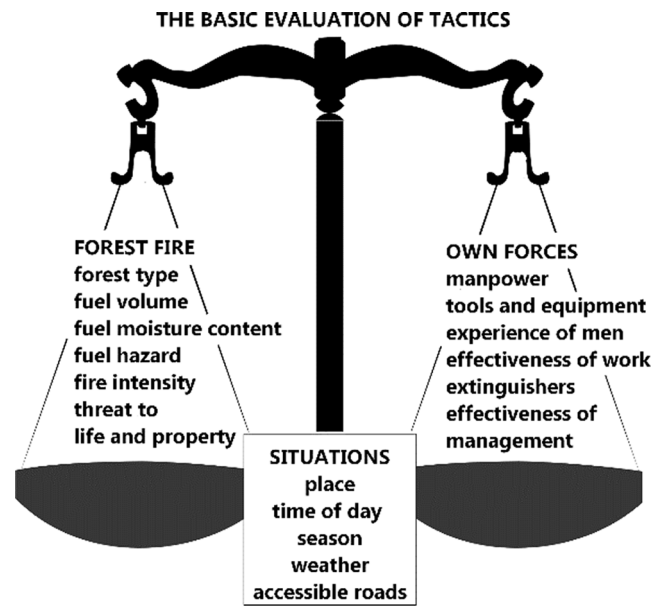 THE BASIC EVALUATION OF TACTICS
FOREST FIRE
forest type
fuel volume
fuel moisture content
fuel hazard
fire intensity
threat to
life and property
OWN FORCES
manpower
tools and equipment
experience of men
effectiveness of work
extinguishers
effectiveness of
management
SITUATIONS
place
time of day
season
weather
accessible roads